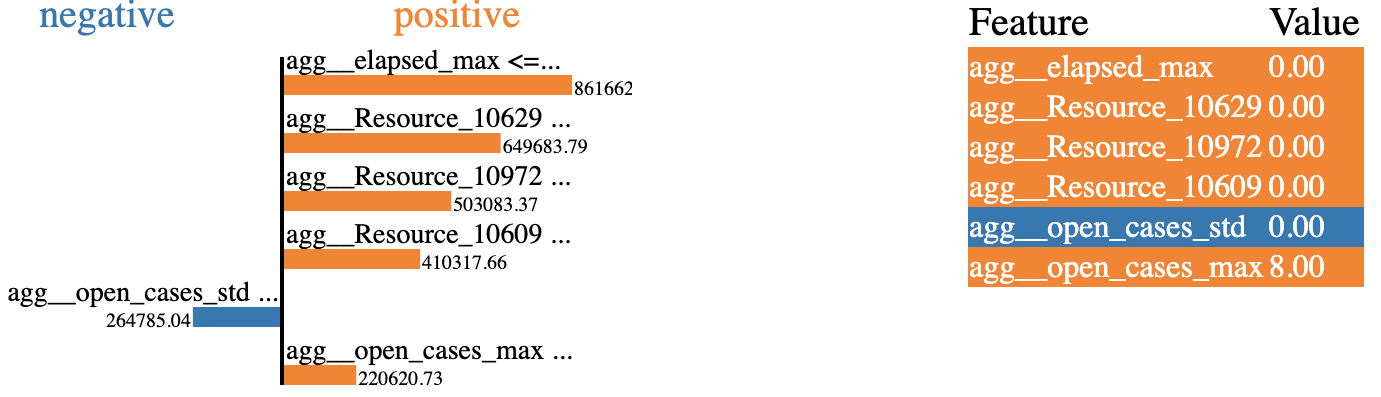 negative positive
agg__elapsed_max <=...
861662
agg__Resource_10629 ...
649683.79
agg__Resource_10972 ...
503083.37
agg__Resource_10609 ...
410317.66
agg__open_cases_std ...
264785.04
agg__open_cases_max ...
220620.73
Feature Value
agg__elapsed_max 0.00
agg__Resource_10629 0.00
agg__Resource_10972 0.00
agg__Resource_10609 0.00
agg__open_cases_std 0.00
agg__open_cases_max 8.00